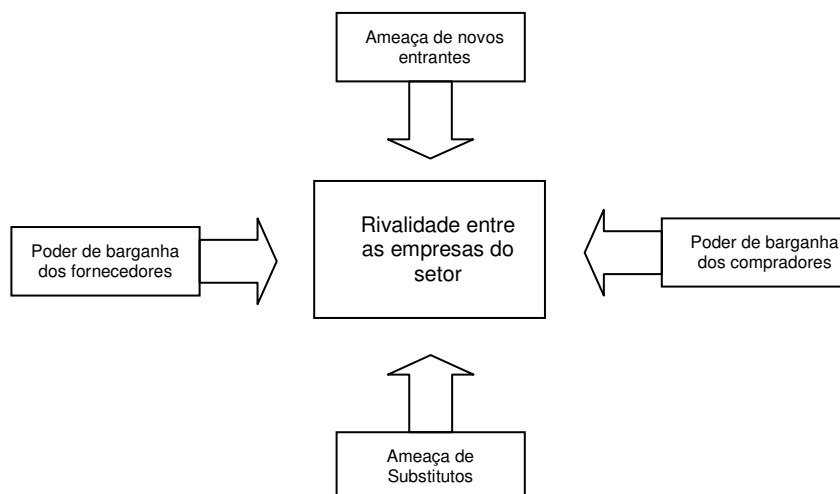 Ameaça de novos
entrantes
Rivalidade entre
as empresas do
setor
Poder de barganha
dos fornecedores
Poder de barganha
dos compradores
Ameaça de
Substitutos